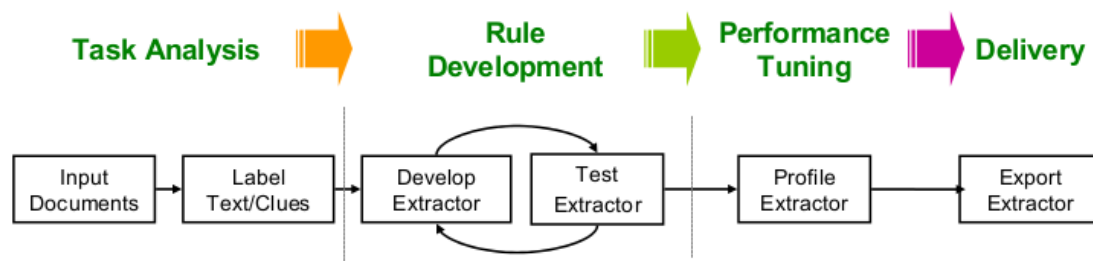 Task Analysis
Rule
Development
Performance
Tuning
Delivery
Input
Documents
Label
Text/Clues
Develop
Extractor
Test
Extractor
Profile
Extractor
Export
Extractor